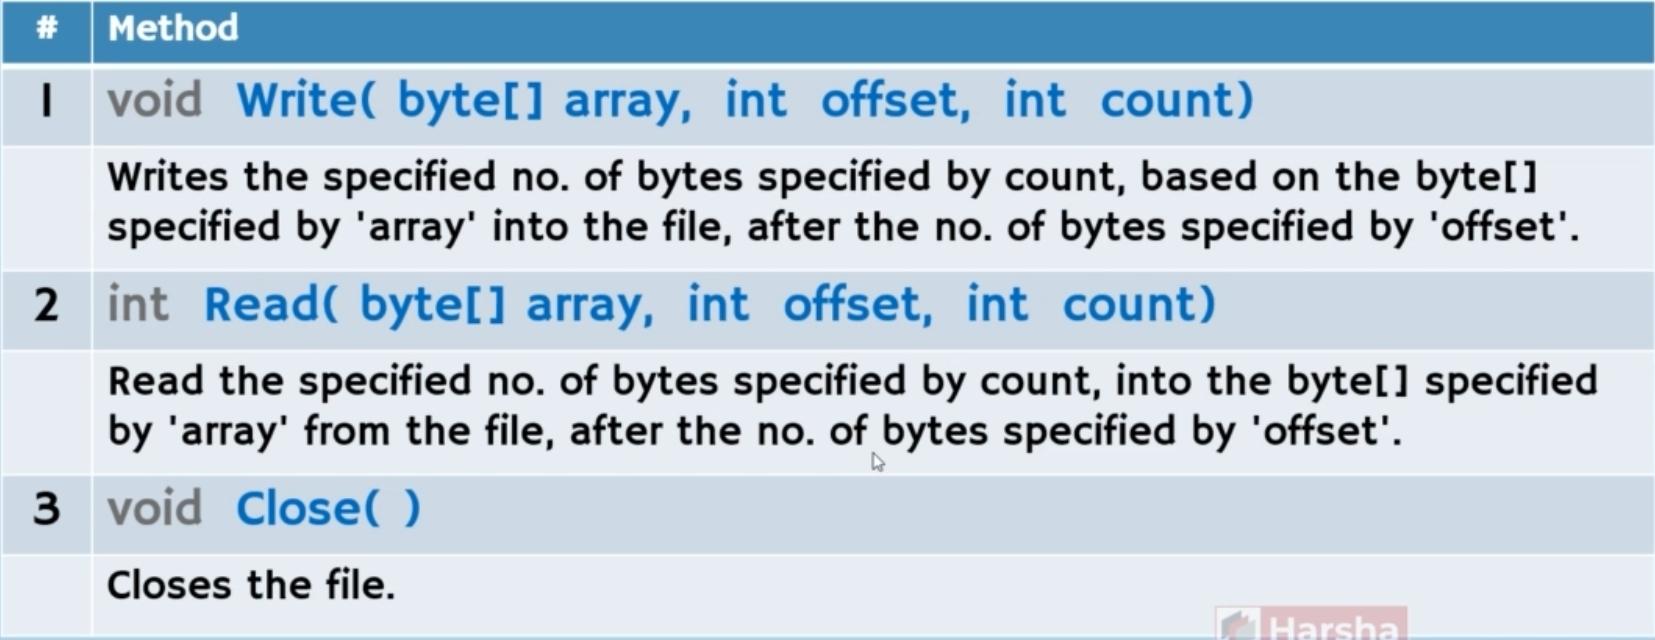 # Method
1 void Write( byte[] array, int offset, int count)
Writes the specified no. of bytes specified by count, based on the byte[]
specified by 'array' into the file, after the no. of bytes specified by 'offset'.
2 int Read( byte[] array, int offset, int count)
Read the specified no. of bytes specified by count, into the byte[] specified
by 'array' from the file, after the no. of bytes specified by 'offset'.
3 void Close( )
Closes the file.
Harsha